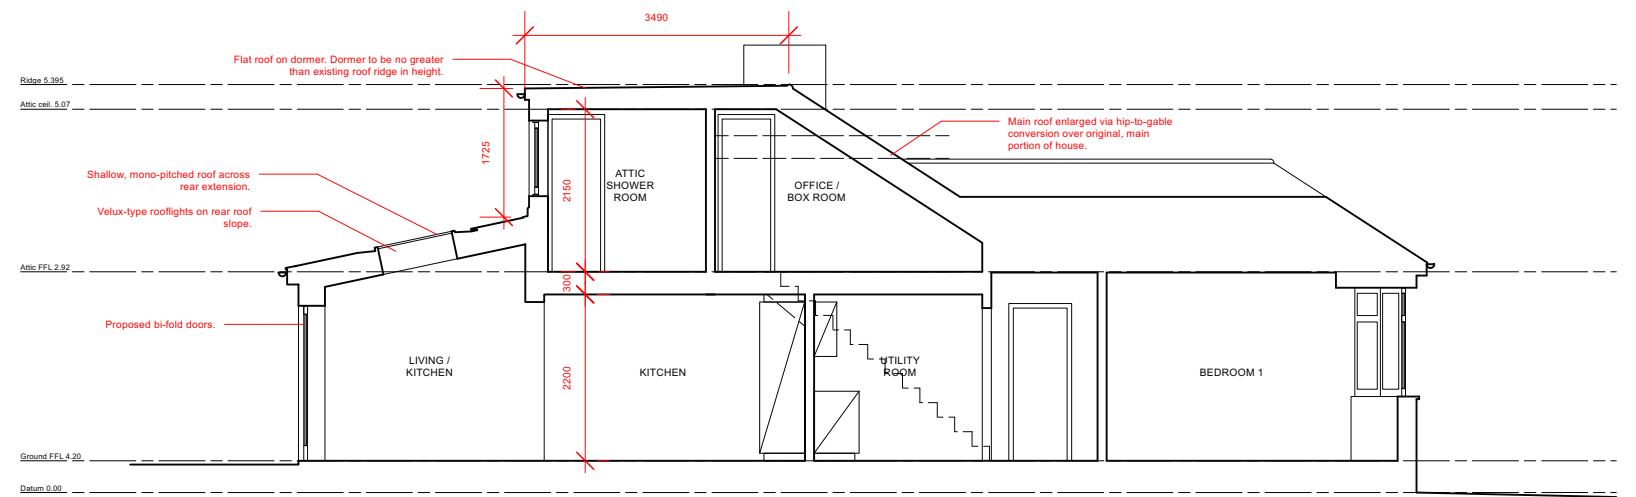 3490
Flat roof on dormer. Dormer to be no greater
than existing roof ridge in height.
Ridge 5.395
Attic ceil. 5.07
Main roof enlarged via hip-to-gable
conversion over original, main
portion of house.
1725
Shallow, mono-pitched roof across
rear extension.
ATTIC
SHOWER
ROOM
2150
OFFICE /
BOX ROOM
Velux-type rooflights on rear roof
slope.
Attic FFL 2.92
300
Proposed bi-fold doors.
LIVING /
KITCHEN
2200
KITCHEN
UTILITY
ROOM
BEDROOM 1
Ground FFL 4.20
Datum 0.00